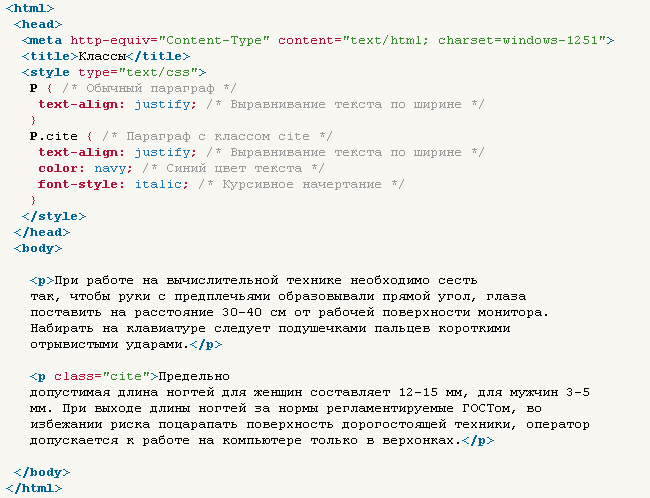 <html>
<head>
<meta http-equiv="Content-Type" content="text/html; charset=windows-1251">
<title>Классы</title>
<style type="text/css">
P { /* Обычный параграф */
text-align: justify; /* Выравнивание текста по ширине */
}
P.cite { /* Параграф с классом cite */
text-align: justify; /* Выравнивание текста по ширине */
color: navy; /* Синий цвет текста */
font-style: italic; /* Курсивное начертание */
}
</style>
</head>
<body>
<p>При работе на вычислительной технике необходимо сесть
так, чтобы руки с предплечьями образовывали прямой угол, глаза
поставить на расстояние 30-40 см от рабочей поверхности монитора.
Набирать на клавиатуре следует подушечками пальцев короткими
отрывистыми ударами.</p>
<p class="cite">Предельно
допустимая длина ногтей для женщин составляет 12-15 мм, для мужчин 3-5
мм. При выходе длины ногтей за нормы регламентируемые ГОСТом, во
избежании риска поцарапать поверхность дорогостоящей техники, оператор
допускается к работе на компьютере только в верхонках.</p>
</body>
</html>